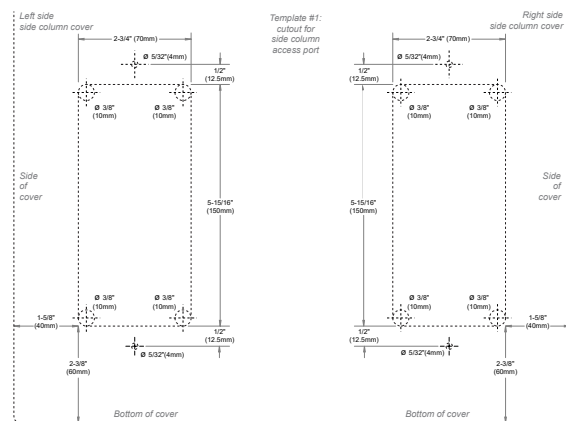 Left side
side column cover
Template #1:
cutout for
side column
access port
Right side
side column cover
2-3/4" (70mm)
2-3/4" (70mm)
Ø 5/32"(4mm)
Ø 5/32"(4mm)
1/2"
(12.5mm)
1/2"
(12.5mm)
Ø 3/8"
(10mm)
Ø 3/8"
(10mm)
Ø 3/8"
(10mm)
Ø 3/8"
(10mm)
Side
of
cover
5-15/16"
(150mm)
5-15/16"
(150mm)
Side
of
cover
Ø 3/8"
(10mm)
Ø 3/8"
(10mm)
Ø 3/8"
(10mm)
Ø 3/8"
(10mm)
1-5/8"
(40mm)
1/2"
(12.5mm)
1/2"
(12.5mm)
1-5/8"
(40mm)
Ø 5/32"(4mm)
Ø 5/32"(4mm)
2-3/8"
(60mm)
2-3/8"
(60mm)
Bottom of cover
Bottom of cover